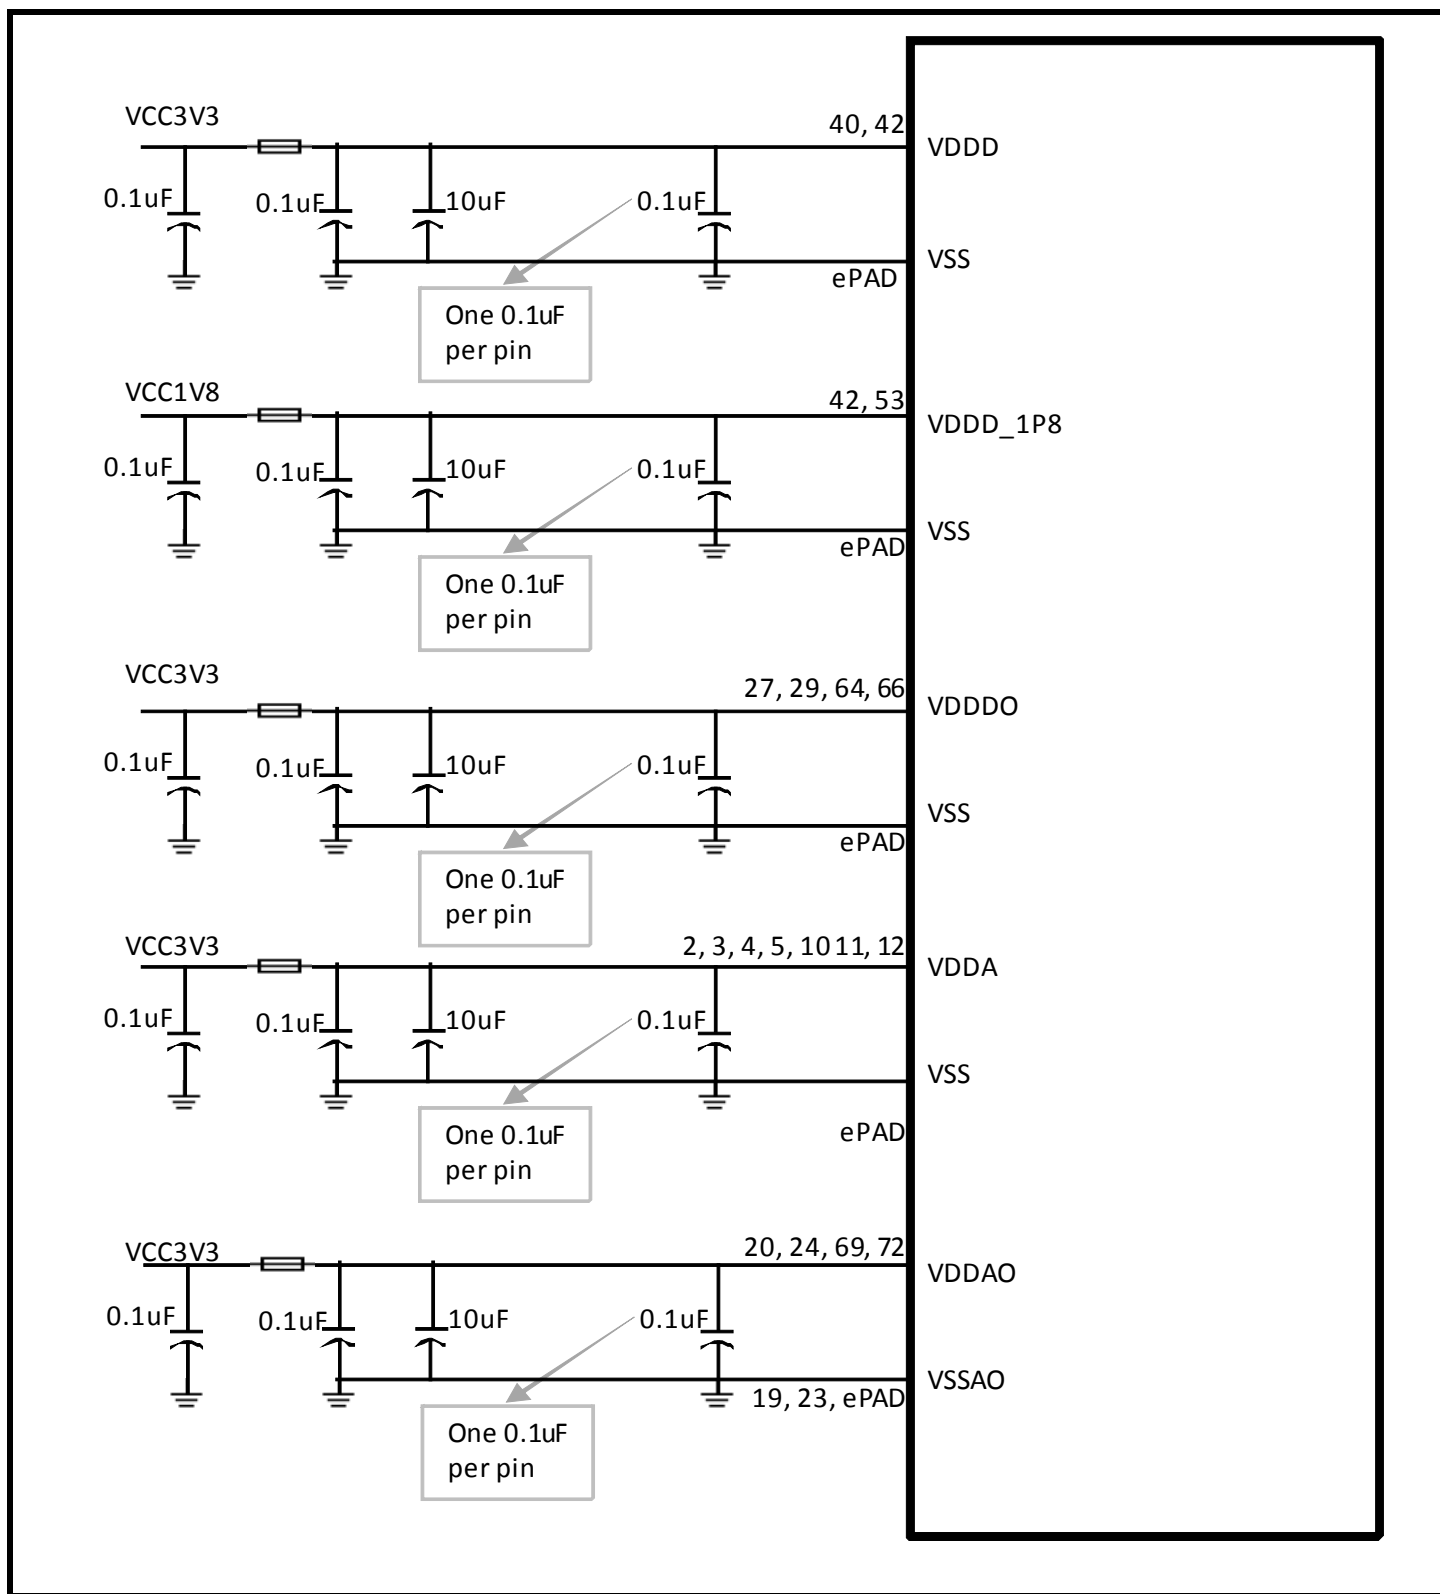 VCC3V3
40, 42
VDDD
0.1uF
0.1uF
10uF
0.1uF
VSS
ePAD
One 0.1uF
per pin
VCC1V8
42, 53
VDDD_1P8
0.1uF
0.1uF
10uF
0.1uF
VSS
ePAD
One 0.1uF
per pin
VCC3V3
27, 29, 64, 66
VDDDO
0.1uF
0.1uF
10uF
0.1uF
VSS
ePAD
One 0.1uF
per pin
VCC3V3
2, 3, 4, 5, 10 11, 12
VDDA
0.1uF
0.1uF
10uF
0.1uF
VSS
ePAD
One 0.1uF
per pin
VCC3V3
20, 24, 69, 72
VDDAO
0.1uF
0.1uF
10uF
0.1uF
VSSAO
19, 23, ePAD
One 0.1uF
per pin